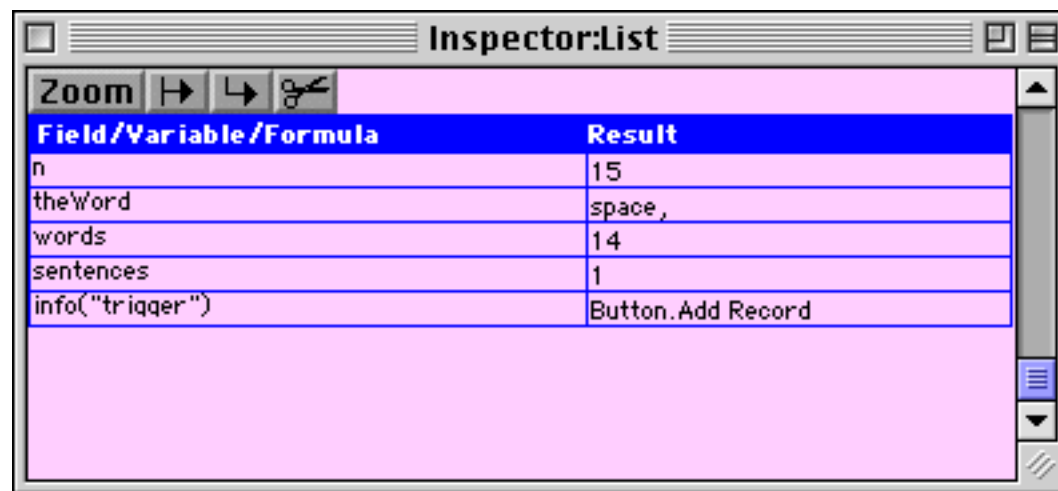 Inspector:List
Zoom
Field/Variable/Formula Result
n 15
theWord space,
words 14
sentences 1
info("trigger") Button.Add Record